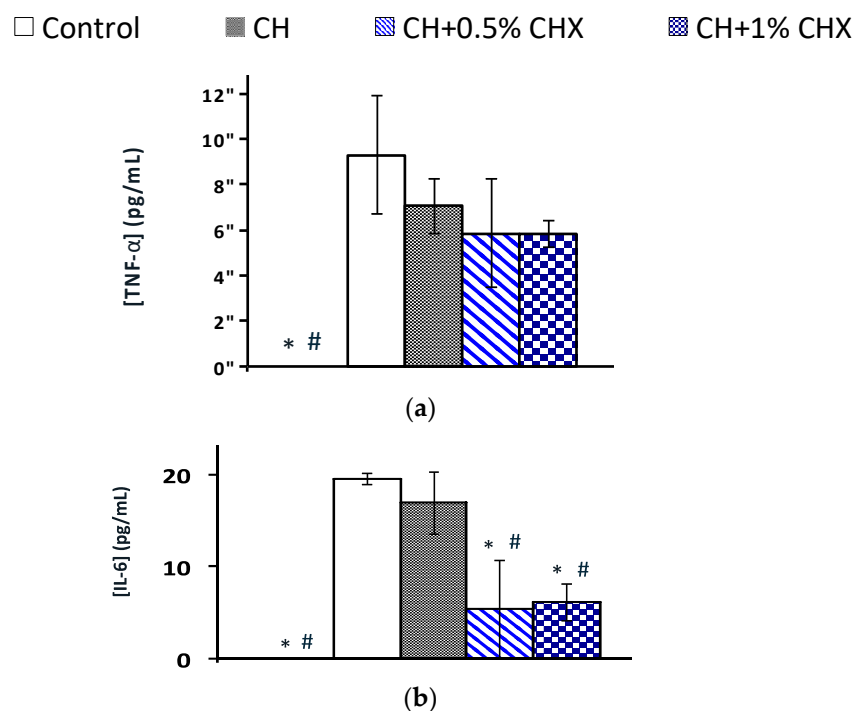 Control CH CH+0.5% CHX CH+1% CHX
[TNF-α] (pg/mL)
12"
10"
8"
6"
4"
2"
0"
* #
(a)
[IL-6] (pg/mL)
20
10
0
* #
* #
* #
(b)